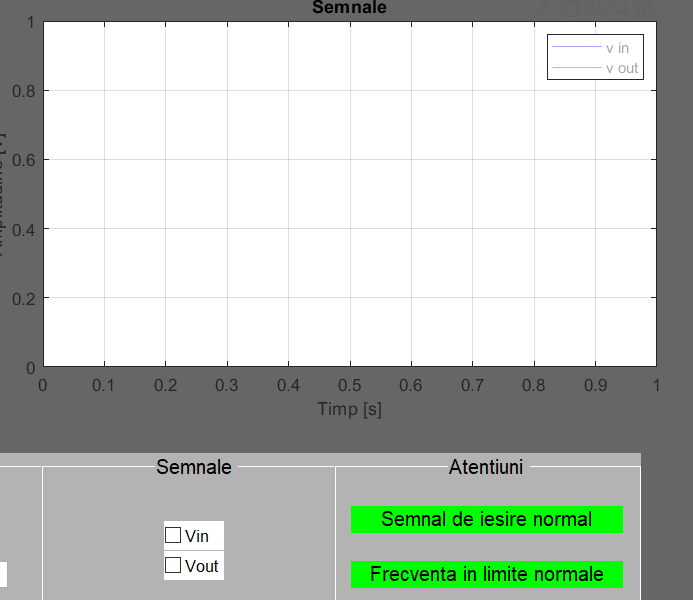 Semnale
v in
v out
1
0.8
0.6
0.4
0.2
0
0 0.1 0.2 0.3 0.4 0.5 0.6 0.7 0.8 0.9 1
Timp [s]
Semnale
Atentiuni
Vin
Vout
Semnal de iesire normal
Frecventa in limite normale